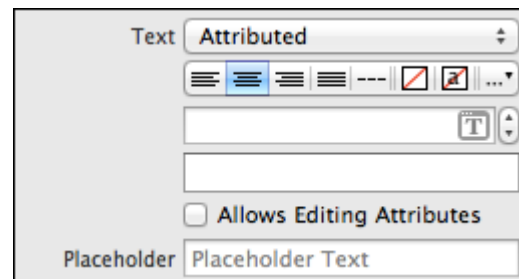 Text Attributed
---
a ...
T
Allows Editing Attributes
Placeholder Placeholder Text